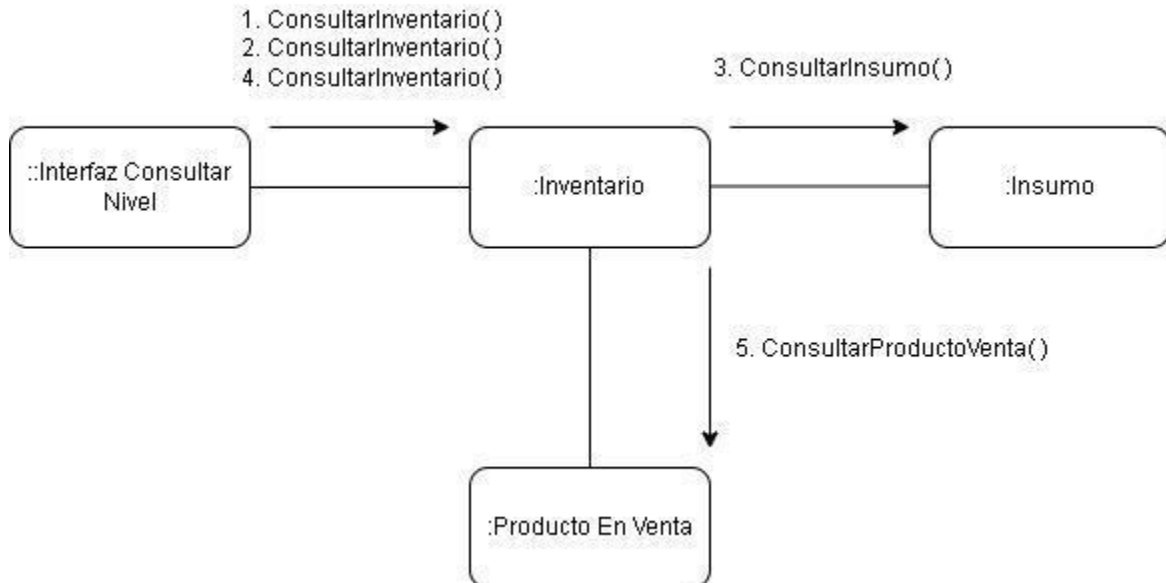 1. ConsultarInventario()
2. ConsultarInventario()
4. ConsultarInventario()
3. ConsultarInsumo()
::Interfaz Consultar
Nivel
:Inventario
:Insumo
5. ConsultarProductoVenta()
:Producto En Venta